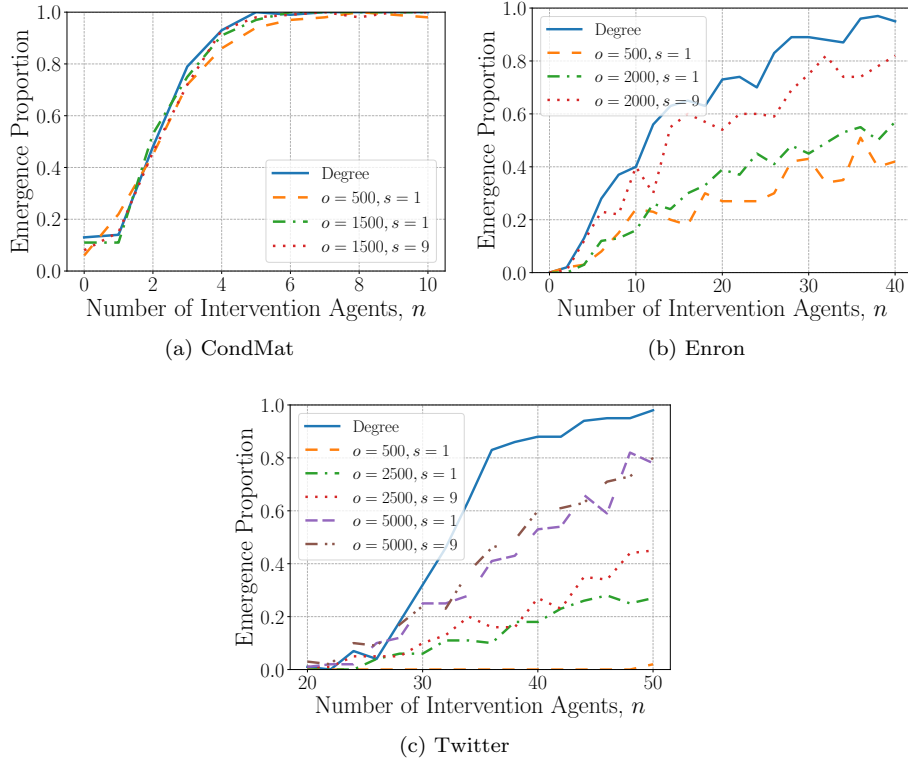 1.0
0.8
0.6
0.4
0.2
0.0
Emergence Proportion
Degree
o = 500, s = 1
o = 1500, s = 1
o = 1500, s = 9
0 2 4 6 8 10
Number of Intervention Agents, n
(a) CondMat
1.0
0.8
0.6
0.4
0.2
0.0
Emergence Proportion
Degree
o = 500, s = 1
o = 2000, s = 1
o = 2000, s = 9
0 10 20 30 40
Number of Intervention Agents, n
(b) Enron
1.0
0.8
0.6
0.4
0.2
0.0
Emergence Proportion
Degree
o = 500, s = 1
o = 2500, s = 1
o = 2500, s = 9
o = 5000, s = 1
o = 5000, s = 9
20 30 40 50
Number of Intervention Agents, n
(c) Twitter